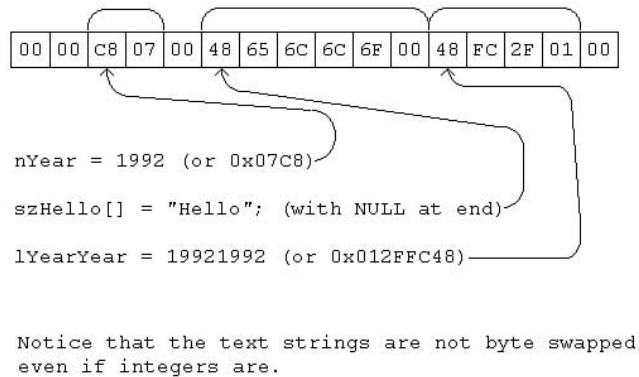 00 00 C8 07 00 48 65 6C 6C 6F 00 48 FC 2F 01 00
nYear = 1992 (or 0x07C8)
szHello[] = "Hello"; (with NULL at end)
lYearYear = 19921992 (or 0x012FFC48)
Notice that the text strings are not byte swapped
even if integers are.